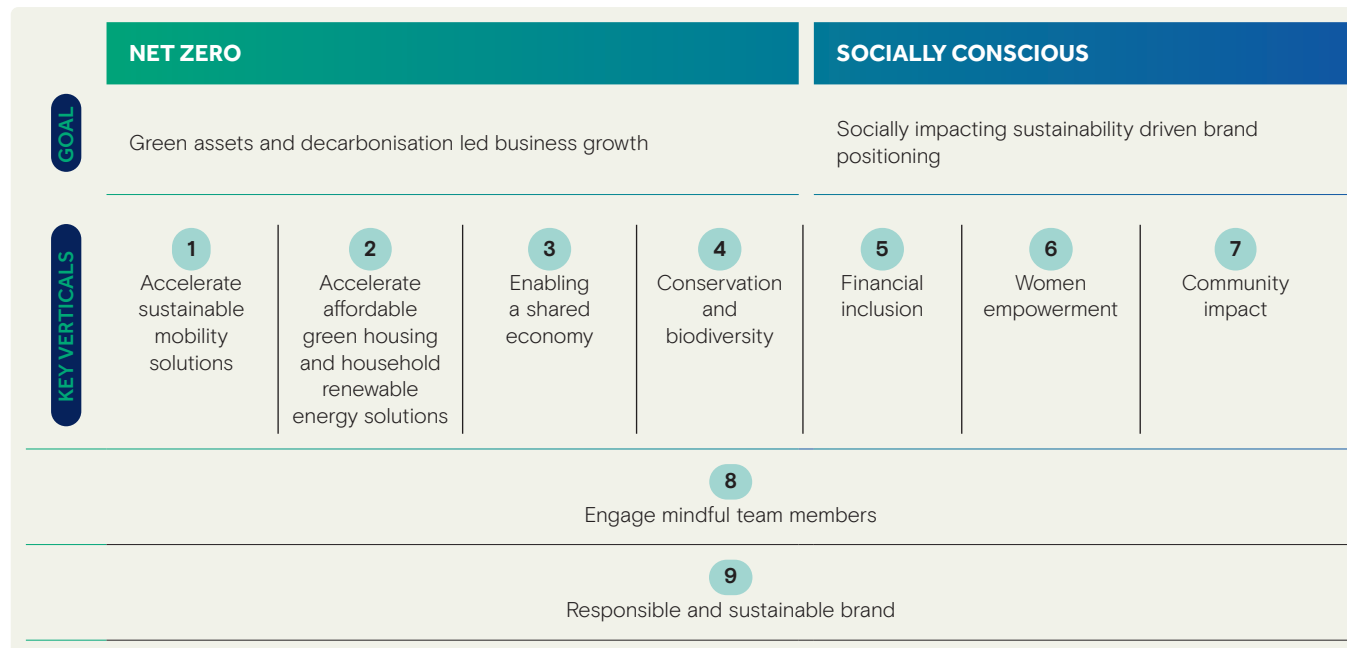 NET ZERO
SOCIALLY CONSCIOUS
GOAL
Green assets and decarbonisation led business growth
Socially impacting sustainability driven brand
positioning
KEY VERTICALS
1
Accelerate
sustainable
mobility
solutions
2
Accelerate
affordable
green housing
and household
renewable
energy solutions
3
Enabling
a shared
economy
4
Conservation
and
biodiversity
5
Financial
inclusion
6
Women
empowerment
7
Community
impact
8
Engage mindful team members
9
Responsible and sustainable brand